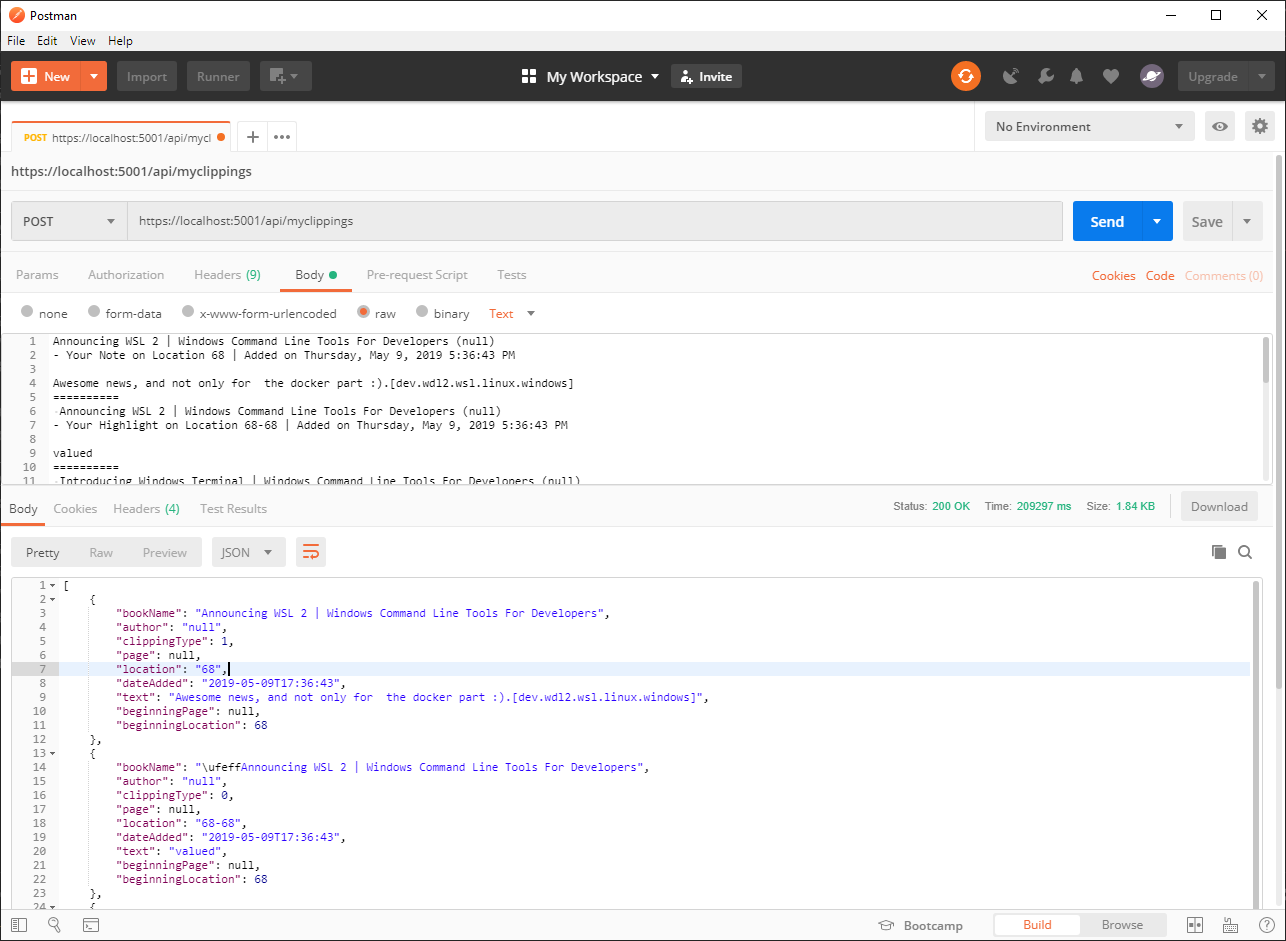 Postman
File Edit View Help
New Import Runner My Workspace Invite Upgrade
POST https://localhost:5001/api/mycl No Environment
https://localhost:5001/api/myclippings
POST https://localhost:5001/api/myclippings Send Save
Params Authorization Headers (9) Body Pre-request Script Tests Cookies Code Comments (0)
none form-data x-www-form-urlencoded raw binary Text
1 Announcing WSL 2 | Windows Command Line Tools For Developers (null)
2 - Your Note on Location 68 | Added on Thursday, May 9, 2019 5:36:43 PM
3
4 Awesome news, and not only for  the docker part :).[dev.wdl2.wsl.linux.windows]
5 ==========
6 ·Announcing WSL 2 | Windows Command Line Tools For Developers (null)
7 - Your Highlight on Location 68-68 | Added on Thursday, May 9, 2019 5:36:43 PM
8
9 valued
10 ==========
11 ·Introducing Windows Terminal | Windows Command Line Tools For Developers (null)
Body Cookies Headers (4) Test Results Status: 200 OK Time: 209297 ms Size: 1.84 KB Download
Pretty Raw Preview JSON
1 [
2 {
3 "bookName": "Announcing WSL 2 | Windows Command Line Tools For Developers",
4 "author": "null",
5 "clippingType": 1,
6 "page": null,
7 "location": "68",
8 "dateAdded": "2019-05-09T17:36:43",
9 "text": "Awesome news, and not only for  the docker part :).[dev.wdl2.wsl.linux.windows]",
10 "beginningPage": null,
11 "beginningLocation": 68
12 },
13 {
14 "bookName": "\ufeffAnnouncing WSL 2 | Windows Command Line Tools For Developers",
15 "author": "null",
16 "clippingType": 0,
17 "page": null,
18 "location": "68-68",
19 "dateAdded": "2019-05-09T17:36:43",
20 "text": "valued",
21 "beginningPage": null,
22 "beginningLocation": 68
23 },
24 {
Bootcamp Build Browse